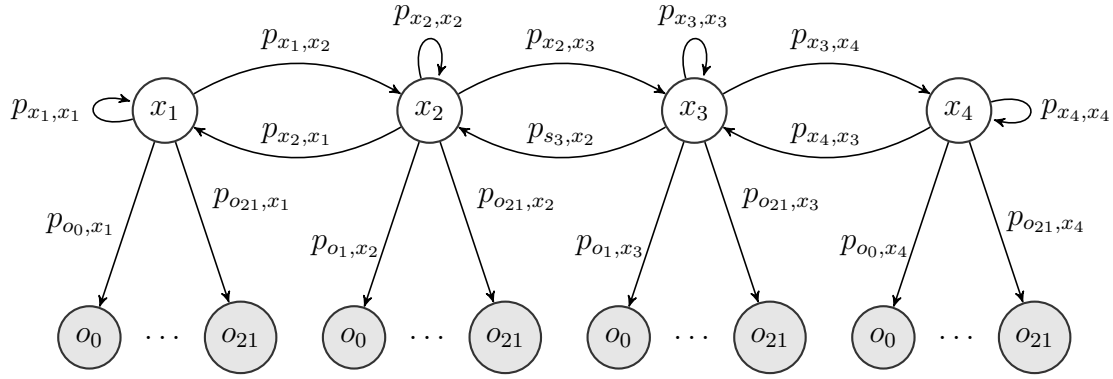 p_{x_2,x_2} p_{x_3,x_3}
p_{x_1,x_2} p_{x_2,x_3} p_{x_3,x_4}
p_{x_1,x_1} x_1 x_2 x_3 x_4 p_{x_4,x_4}
p_{x_2,x_1} p_{s_3,x_2} p_{x_4,x_3}
p_{o_0,x_1} p_{o_{21},x_1} p_{o_1,x_2} p_{o_{21},x_2} p_{o_1,x_3} p_{o_{21},x_3} p_{o_0,x_4} p_{o_{21},x_4}
o_0 … o_{21} o_0 … o_{21} o_0 … o_{21} o_0 … o_{21}